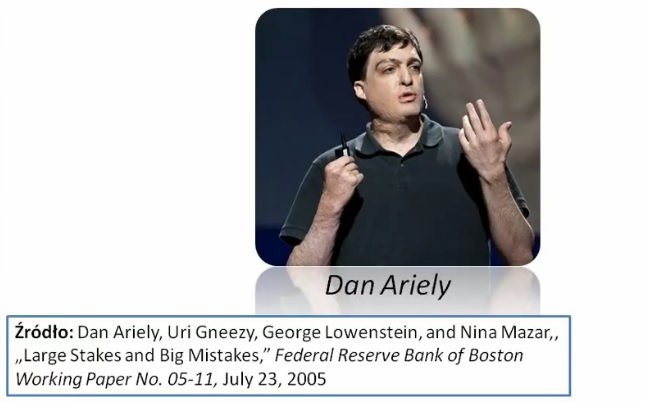 Dan Ariely
Źródło: Dan Ariely, Uri Gneezy, George Lowenstein, and Nina Mazar,,
„Large Stakes and Big Mistakes,” Federal Reserve Bank of Boston
Working Paper No. 05-11, July 23, 2005